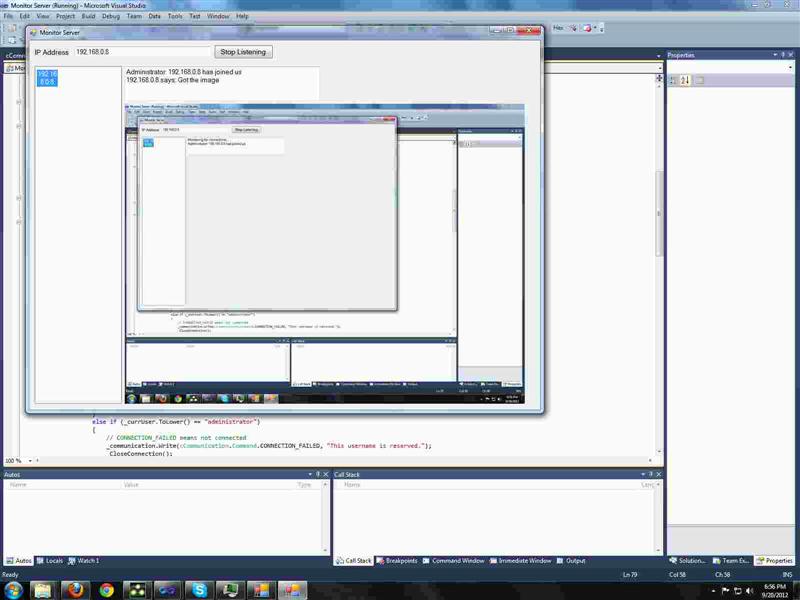 Monitor Server (Running) - Microsoft Visual Studio
File Edit View Project Build Debug Team Data Tools Test Window Help
Hex
Monitor Server
IP Address 192.168.0.8 Stop Listening
192.16
8.0.8
Administrator: 192.168.0.8 has joined us
192.168.0.8 says: Got the image
Properties
Monitor Server
IP Address 192.168.0.8 Stop Listening
Administrator: 192.168.0.8 has joined us
else if (_currUser.ToLower() == "administrator")
{
// CONNECTION_FAILED means not connected
_communication.Write(cCommunication.Command.CONNECTION_FAILED, "This username is reserved.");
CloseConnection();
100 %
Autos
Name Value Type
Call Stack
Name Lang
Autos Locals Watch 1
Call Stack Breakpoints Command Window Immediate Window Output
Solution... Team Ex... Properties
Ready Ln 79 Col 58 Ch 58 INS
6:56 PM
9/20/2012